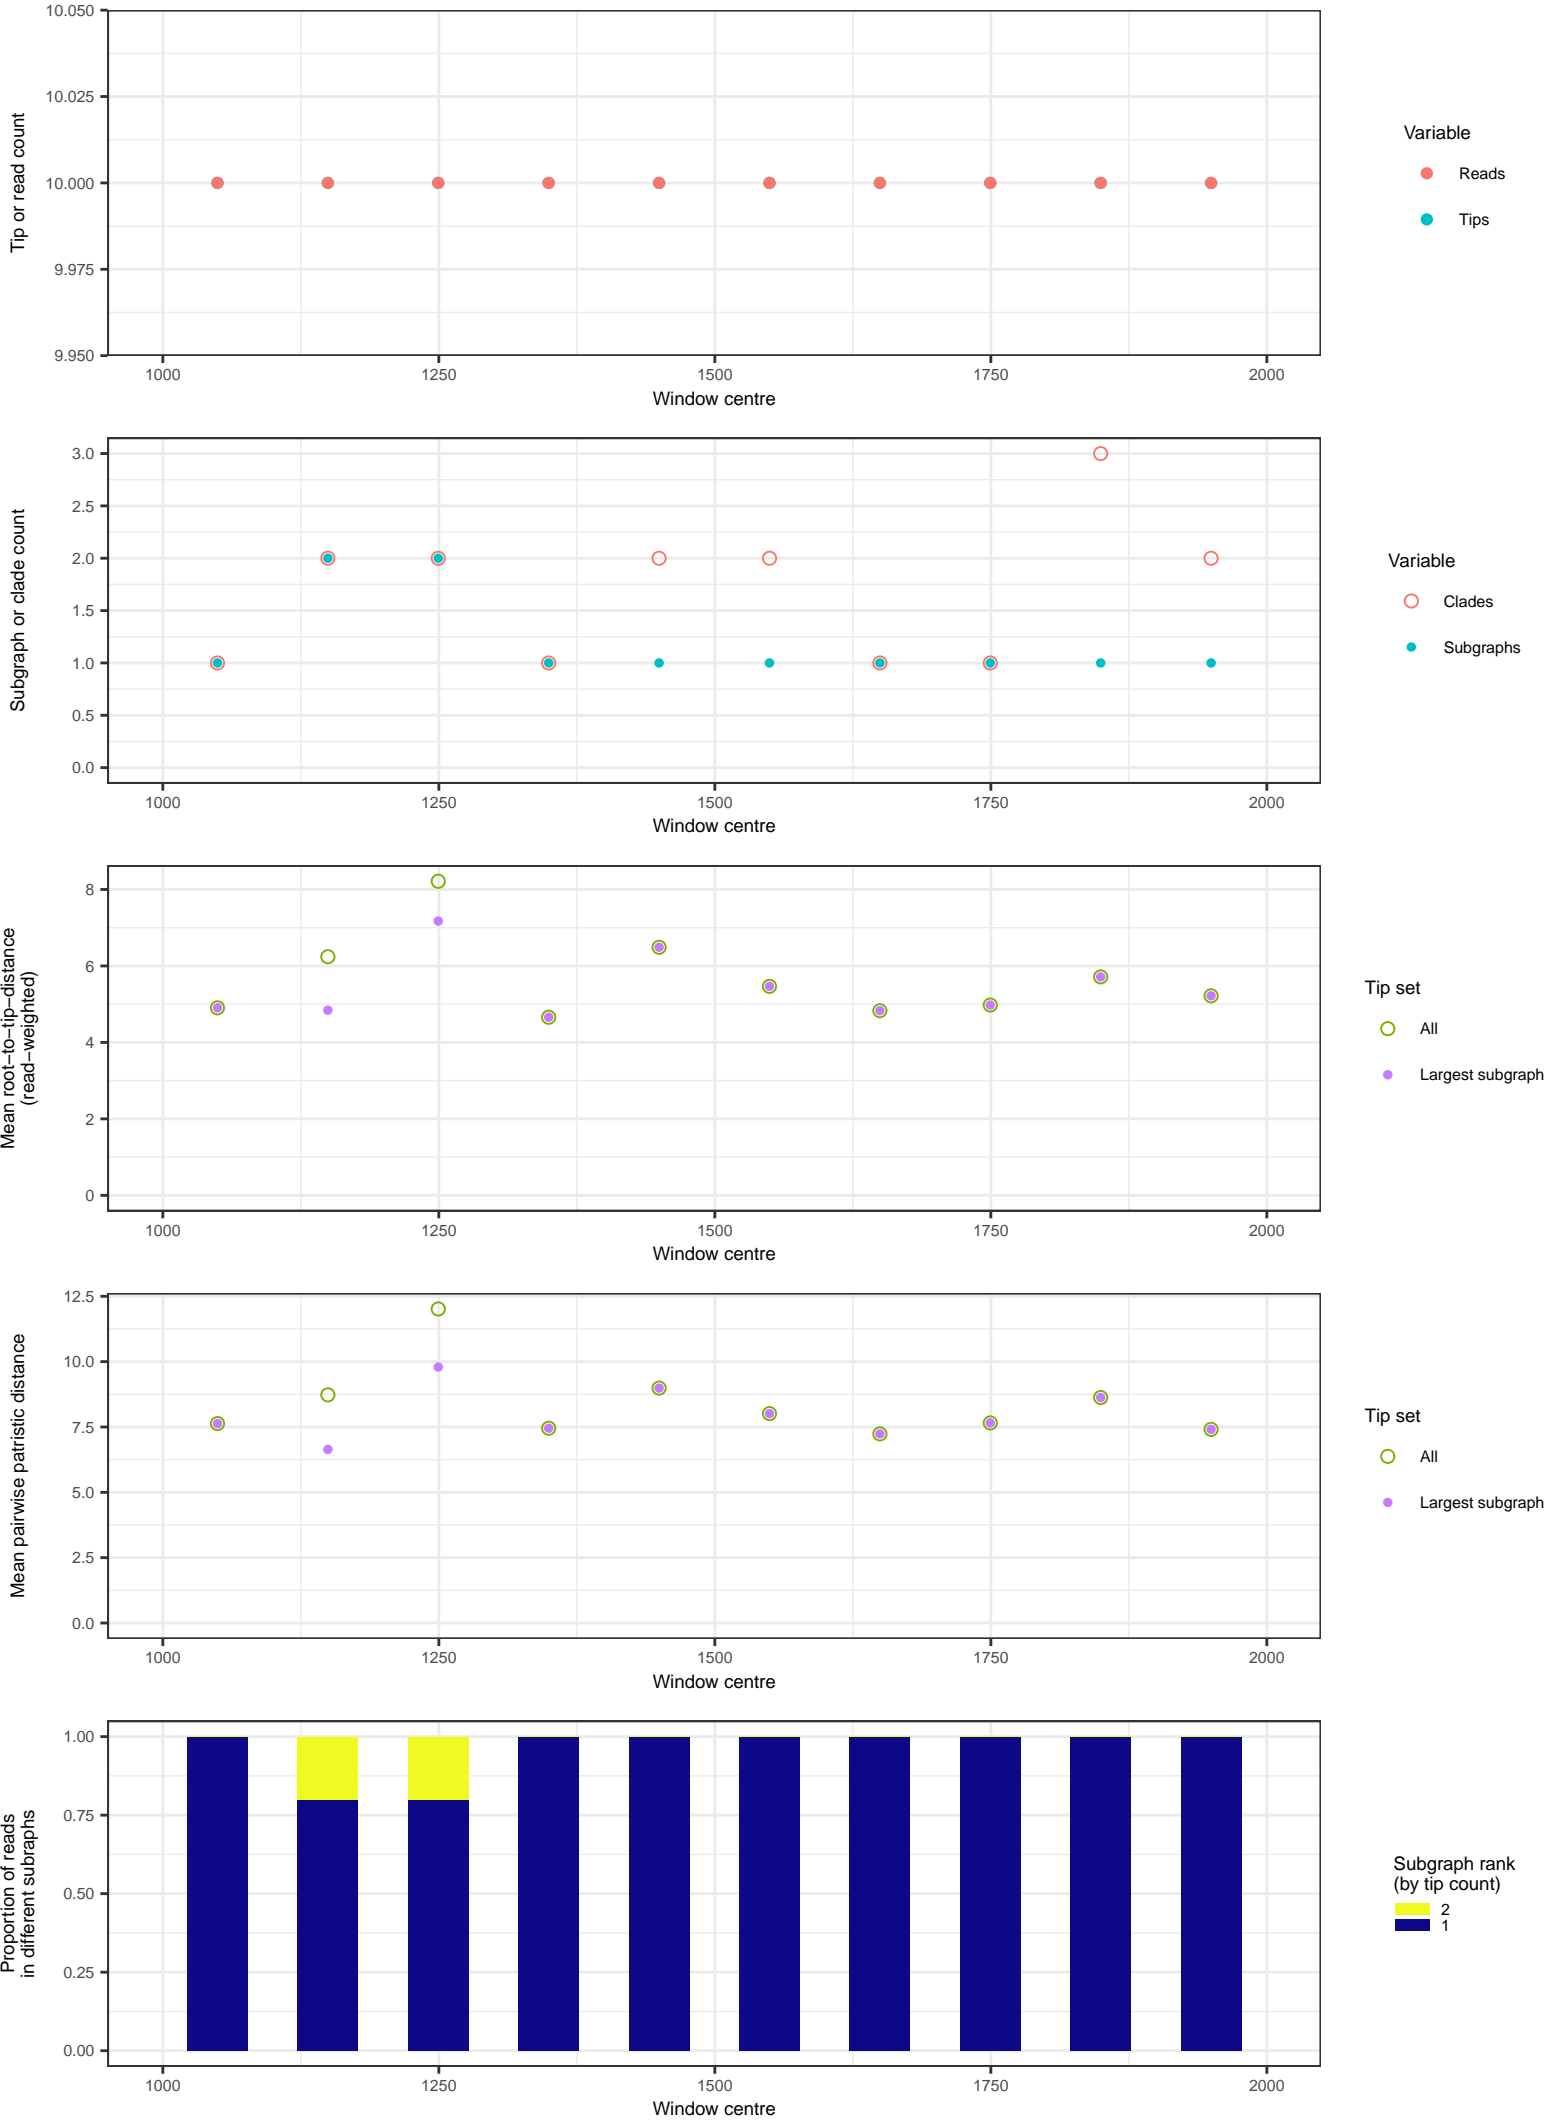 10.050
10.025
10.000
9.975
9.950
Tip or read count
1000 1250 1500 1750 2000
Window centre
Variable
Reads
Tips
3.0
2.5
2.0
1.5
1.0
0.5
0.0
Subgraph or clade count
1000 1250 1500 1750 2000
Window centre
Variable
Clades
Subgraphs
8
6
4
2
0
Mean root−to−tip−distance
(read−weighted)
1000 1250 1500 1750 2000
Window centre
Tip set
All
Largest subgraph
12.5
10.0
7.5
5.0
2.5
0.0
Mean pairwise patristic distance
1000 1250 1500 1750 2000
Window centre
Tip set
All
Largest subgraph
1.00
0.75
0.50
0.25
0.00
Proportion of reads
in different subraphs
1000 1250 1500 1750 2000
Window centre
Subgraph rank
(by tip count)
2
1